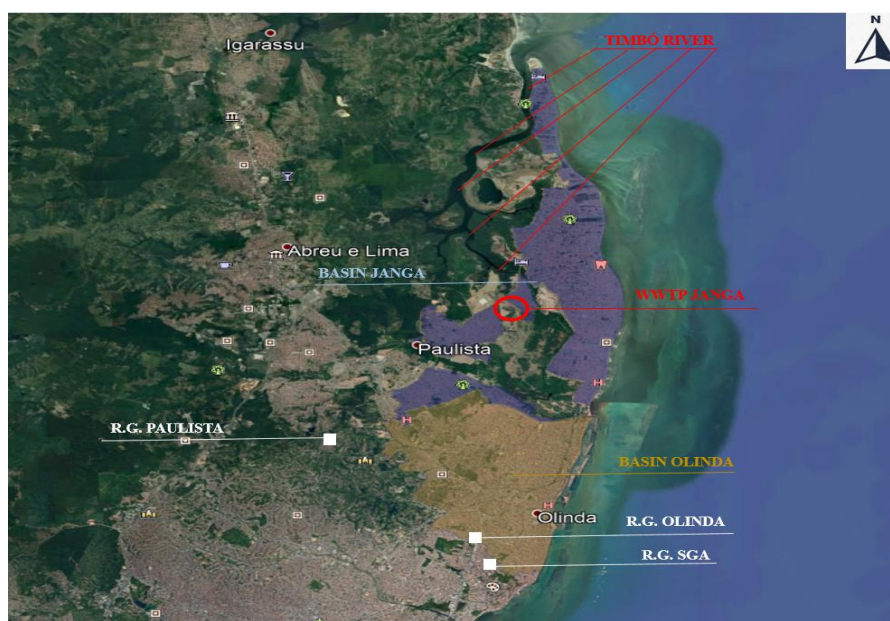 N
Igarassu
TIMBÓ RIVER
Abreu e Lima
BASIN JANGA
WWTP JANGA
Paulista
R.G. PAULISTA
BASIN OLINDA
Olinda
R.G. OLINDA
R.G. SGA